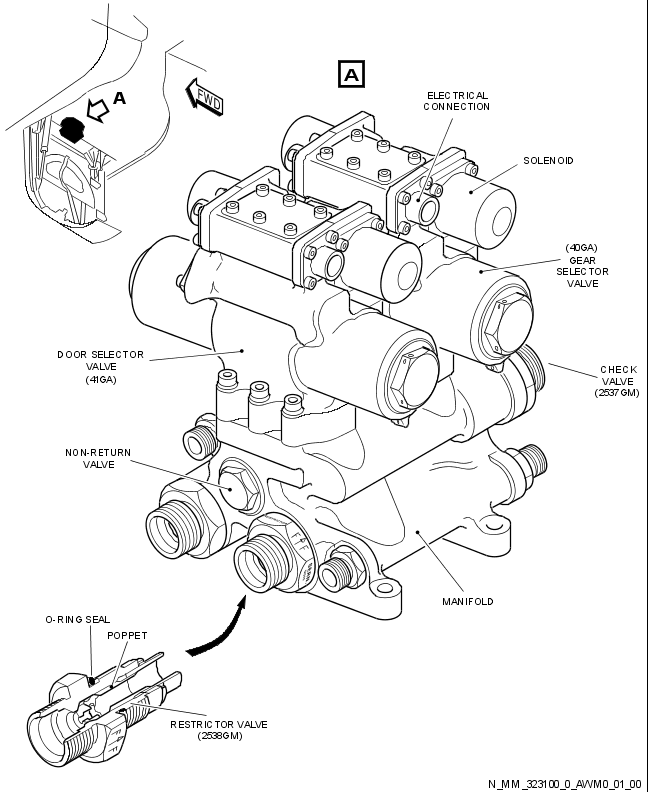 A
A
FWD
ELECTRICAL
CONNECTION
SOLENOID
(40GA)
GEAR
SELECTOR
VALVE
DOOR SELECTOR
VALVE
(41GA)
CHECK
VALVE
(2537GM)
NON-RETURN
VALVE
MANIFOLD
O-RING SEAL
POPPET
RESTRICTOR VALVE
(2538GM)
N_MM_323100_0_AVM0_01_00